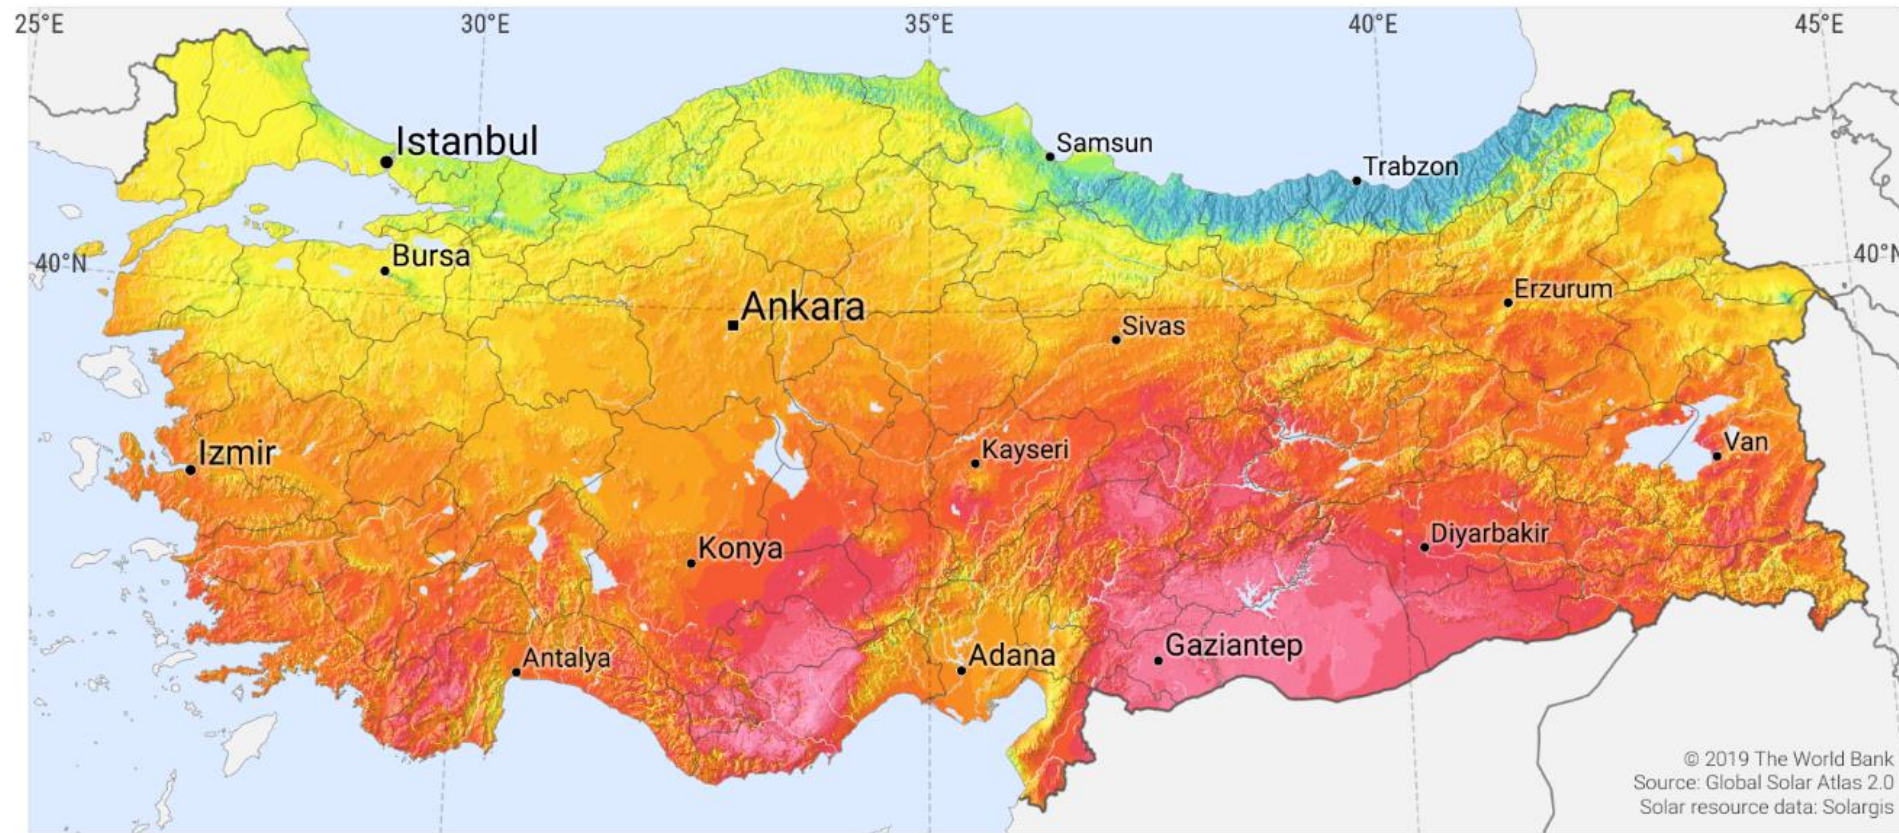 25°E
30°E
35°E
40°E
45°E
Istanbul
Samsun
Trabzon
Bursa
40°N
40°N
Ankara
Erzurum
Sivas
Izmir
Kayseri
Van
Konya
Diyarbakir
Antalya
Adana
Gaziantep
© 2019 The World Bank
Source: Global Solar Atlas 2.0
Solar resource data: Solargis